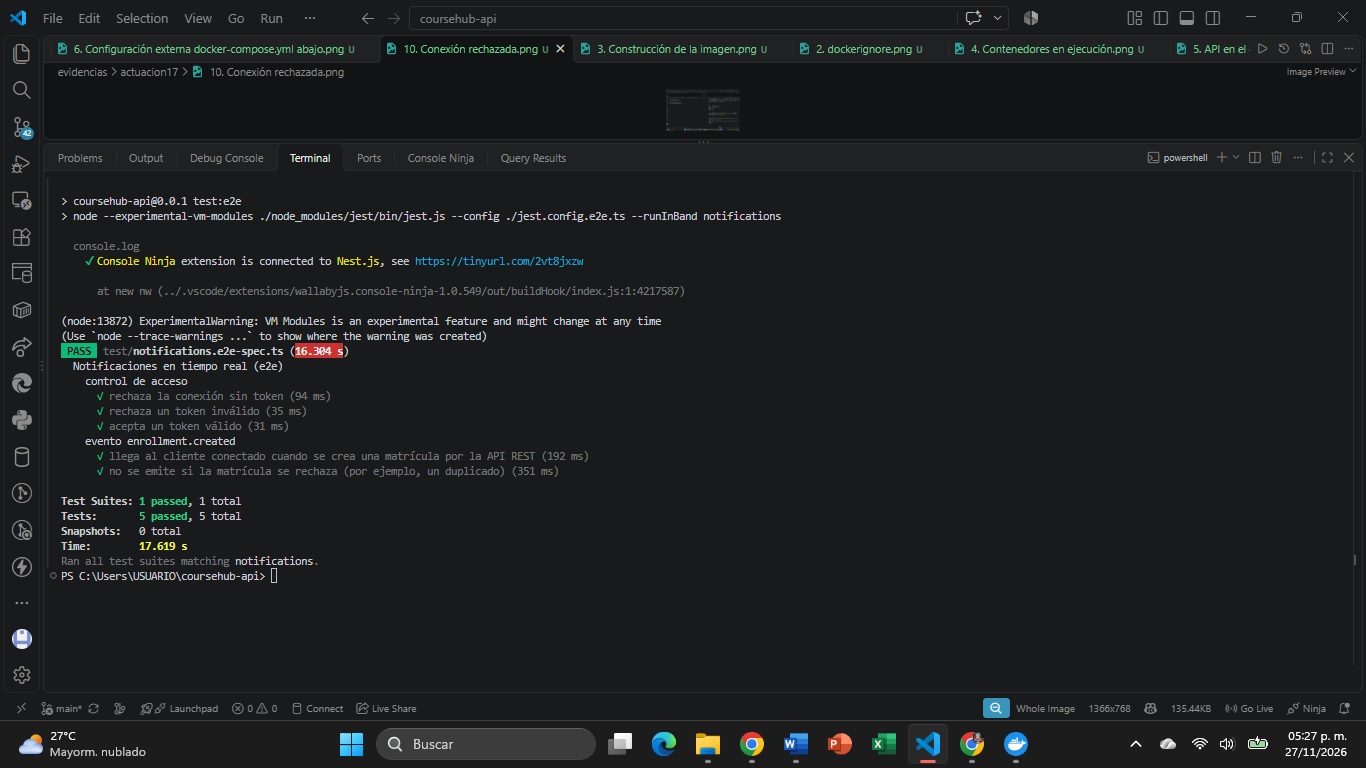 File Edit Selection View Go Run ···
coursehub-api
6. Configuración externa docker-compose.yml abajo.png U
10. Conexión rechazada.png U
3. Construcción de la imagen.png U
2. dockerignore.png U
4. Contenedores en ejecución.png U
5. API en el
evidencias > actuacion17 > 10. Conexión rechazada.png
Image Preview
42
Problems Output Debug Console Terminal Ports Console Ninja Query Results
powershell
> coursehub-api@0.0.1 test:e2e
> node --experimental-vm-modules ./node_modules/jest/bin/jest.js --config ./jest.config.e2e.ts --runInBand notifications
console.log
✓ Console Ninja extension is connected to Nest.js, see https://tinyurl.com/2vt8jxzw
at new nw (../.vscode/extensions/wallabyjs.console-ninja-1.0.549/out/buildHook/index.js:1:4217587)
(node:13872) ExperimentalWarning: VM Modules is an experimental feature and might change at any time
(Use `node --trace-warnings ...` to show where the warning was created)
PASS test/notifications.e2e-spec.ts (16.304 s)
Notificaciones en tiempo real (e2e)
control de acceso
√ rechaza la conexión sin token (94 ms)
√ rechaza un token inválido (35 ms)
√ acepta un token válido (31 ms)
evento enrollment.created
√ llega al cliente conectado cuando se crea una matrícula por la API REST (192 ms)
√ no se emite si la matrícula se rechaza (por ejemplo, un duplicado) (351 ms)
Test Suites: 1 passed, 1 total
Tests: 5 passed, 5 total
Snapshots: 0 total
Time: 17.619 s
Ran all test suites matching notifications.
PS C:\Users\USUARIO\coursehub-api>
main* Launchpad 0 0 Connect Live Share Whole Image 1366x768 135.44KB Go Live Ninja
27°C
Mayorm. nublado
Buscar
05:27 p. m.
27/11/2026